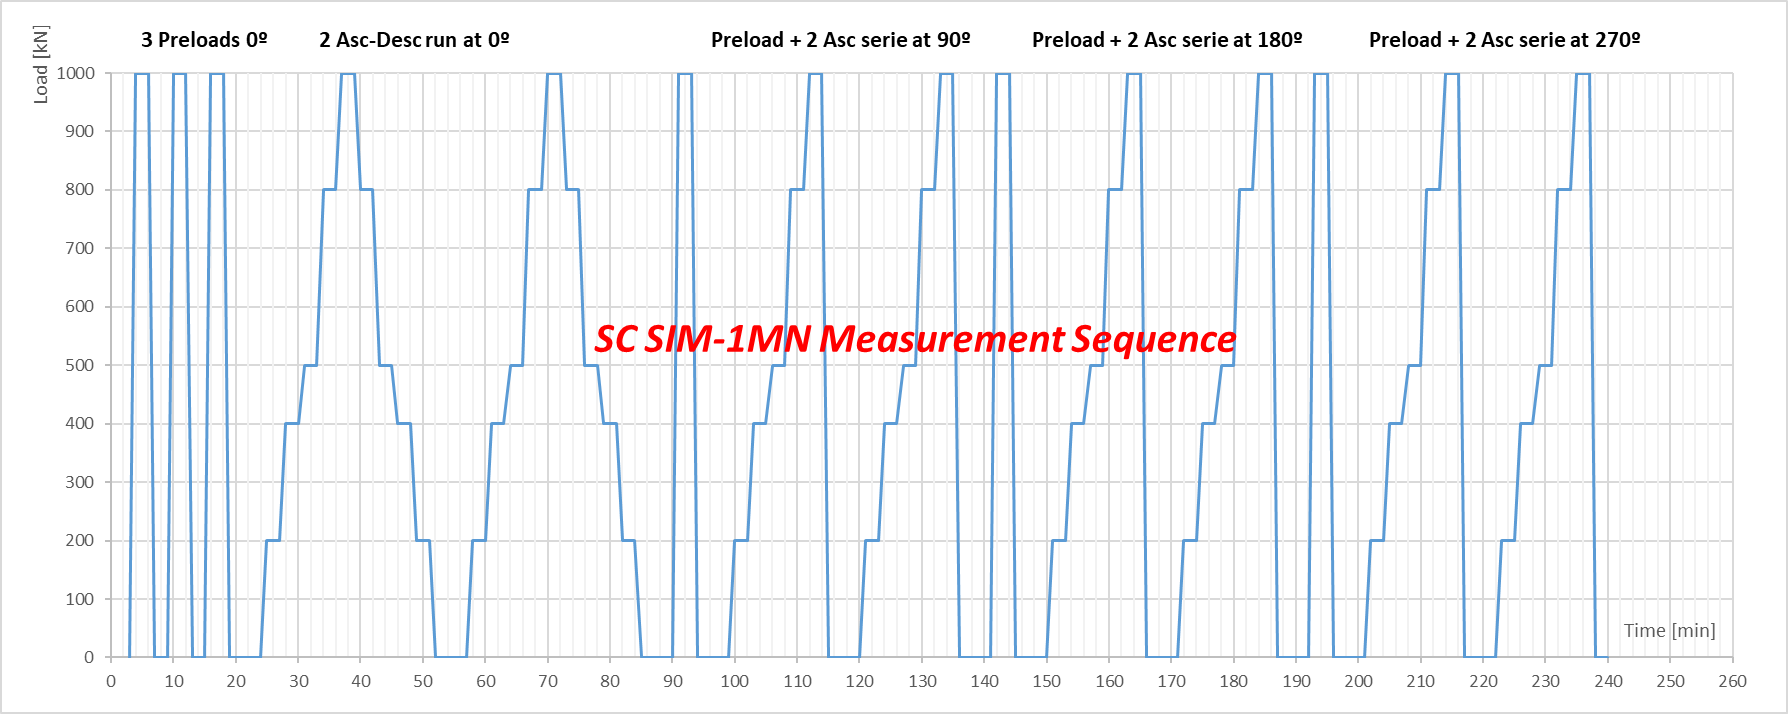 3 Preloads 0º
2 Asc-Desc run at 0º
Preload + 2 Asc serie at 90º
Preload + 2 Asc serie at 180º
Preload + 2 Asc serie at 270º
Load [kN]
1000
900
800
700
600
SC SIM-1MN Measurement Sequence
500
400
300
200
100
Time [min]
0
0 10 20 30 40 50 60 70 80 90 100 110 120 130 140 150 160 170 180 190 200 210 220 230 240 250 260